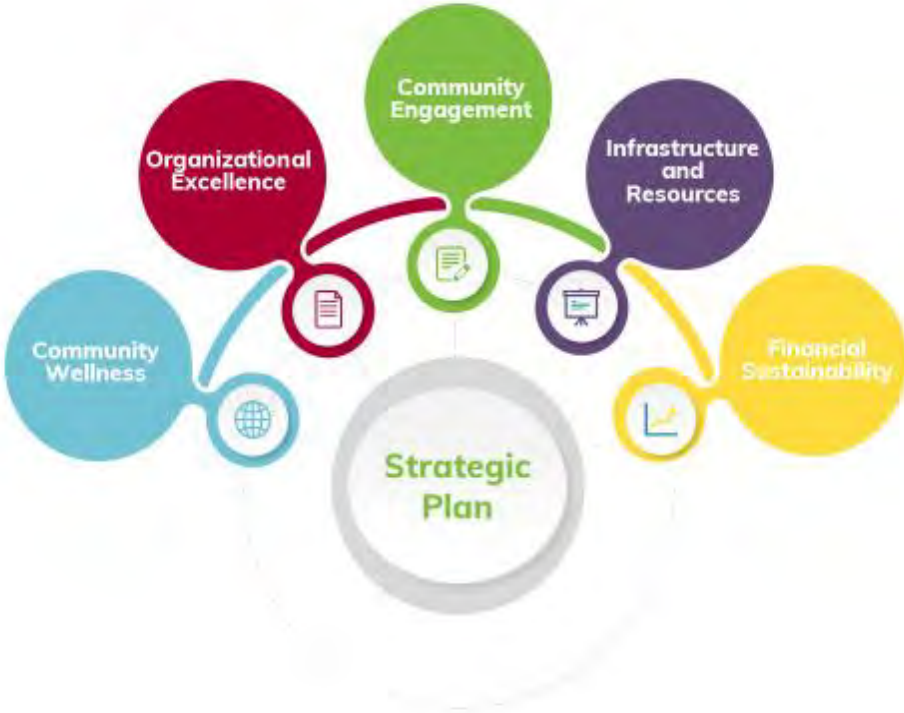 Community
Engagement
Organizational
Excellence
Infrastructure
and
Resources
Community
Wellness
Financial
Sustainability
Strategic
Plan